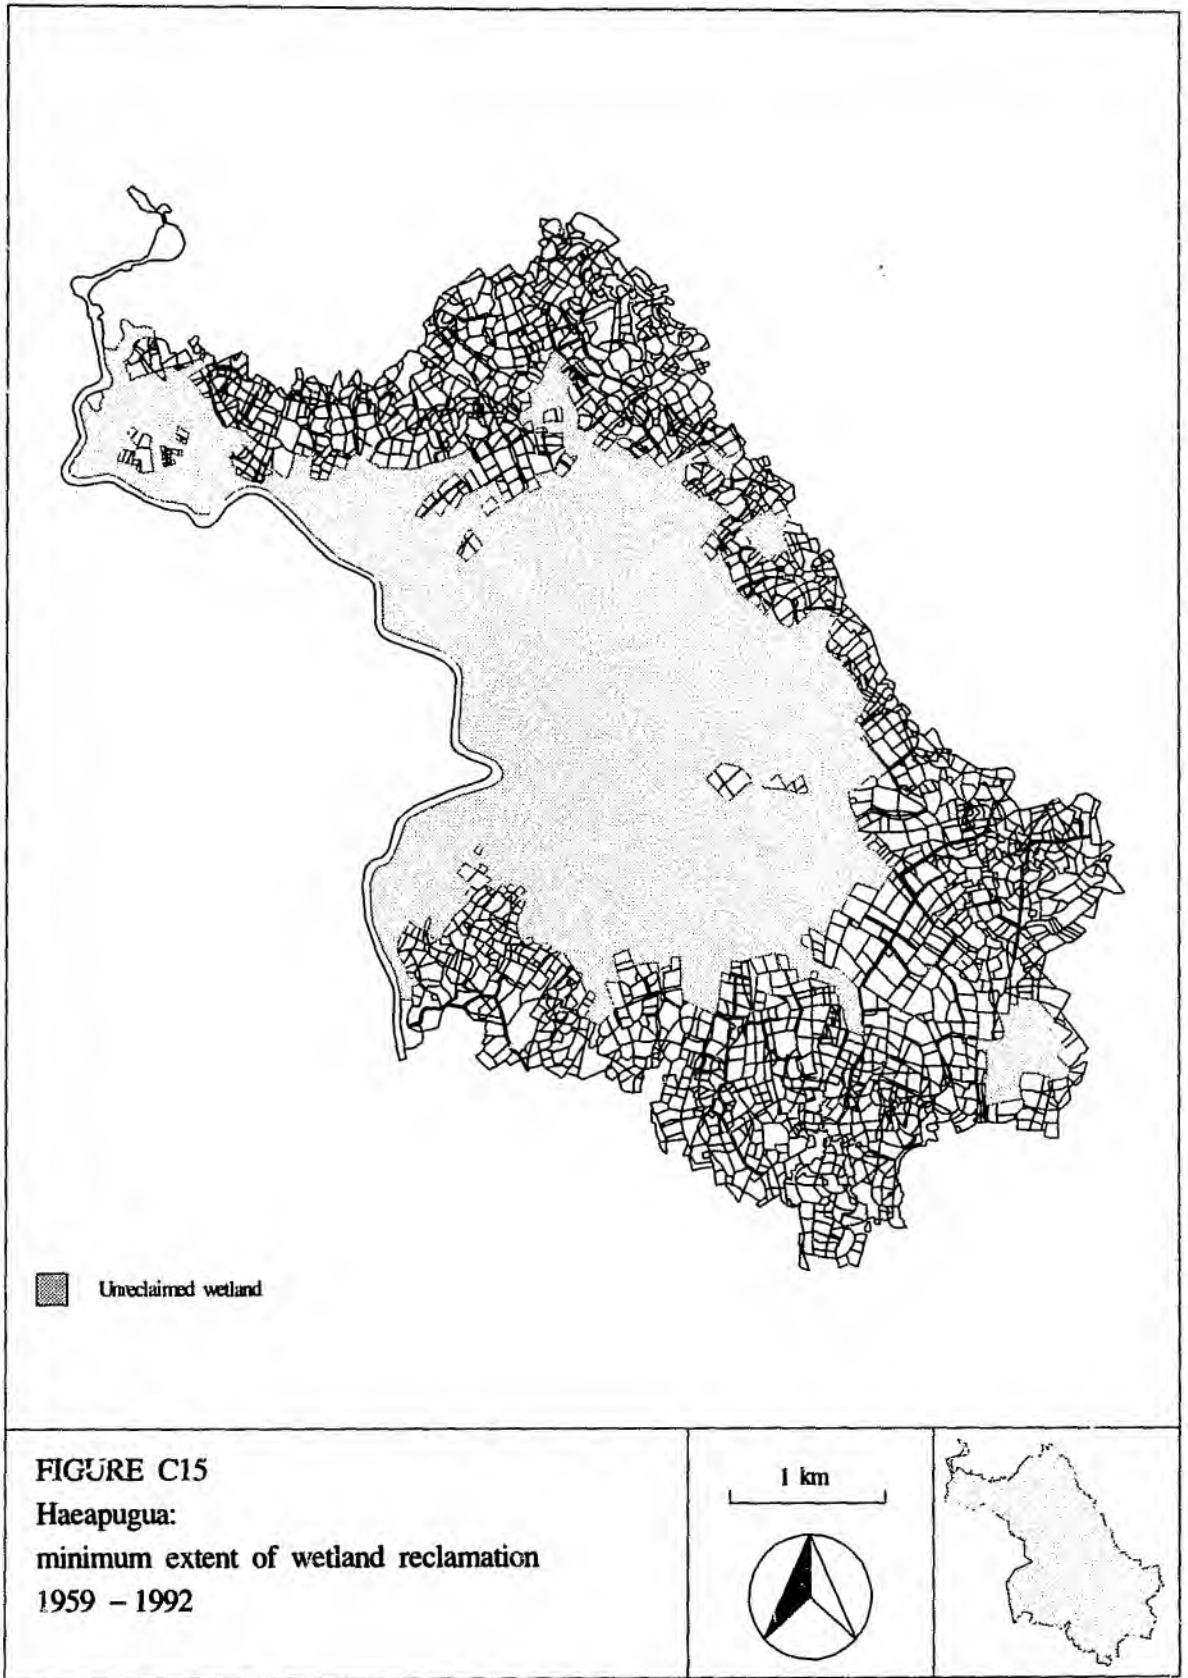 Unreclaimed wetland
FIGURE C15
Haeapugua:
minimum extent of wetland reclamation
1959 – 1992
1 km